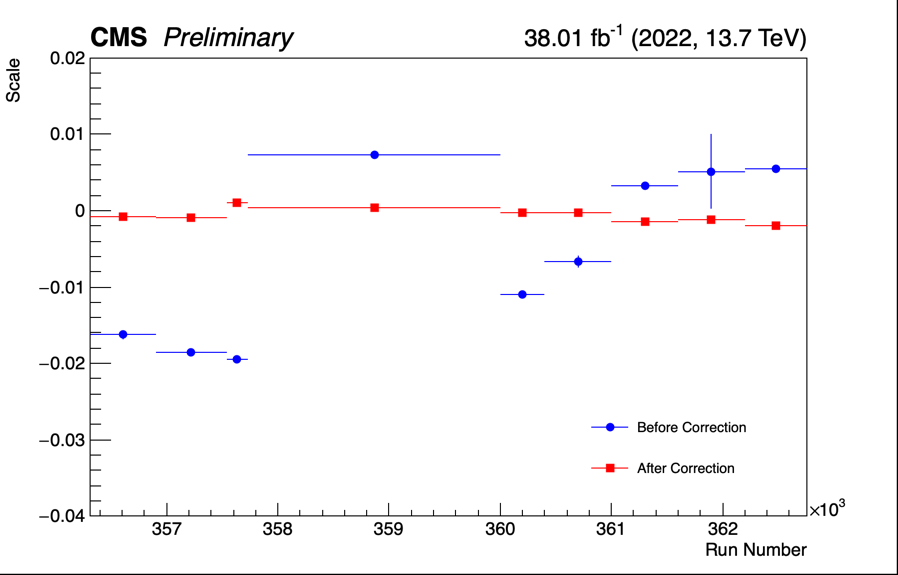 CMS Preliminary 38.01 fb-1 (2022, 13.7 TeV)
Scale
0.02
0.01
0
−0.01
−0.02
−0.03
−0.04
Before Correction
After Correction
357 358 359 360 361 362 ×10³
Run Number